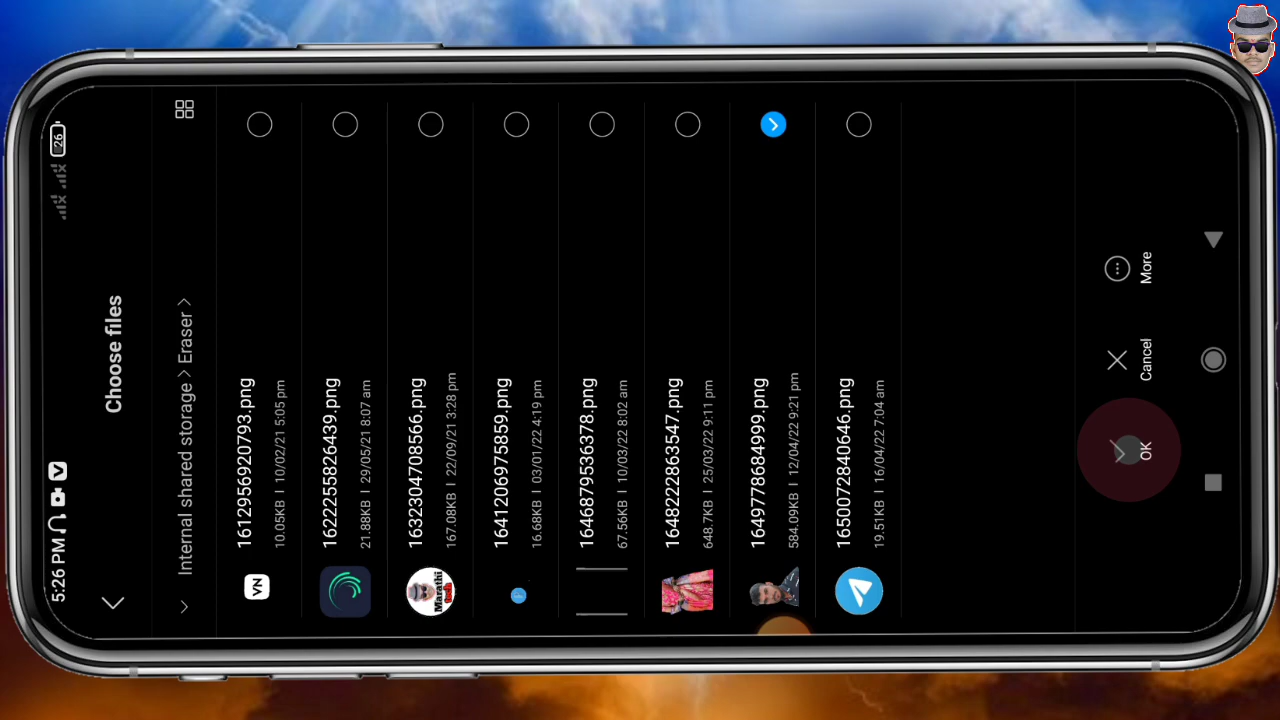 5:26 PM
26
Choose files
Internal shared storage > Eraser >
1612956920793.png
10.05KB | 10/02/21 5:05 pm
VN
1622255826439.png
21.88KB | 29/05/21 8:07 am
1632304708566.png
167.08KB | 22/09/21 3:28 pm
Marathi
tech
1641206975859.png
16.68KB | 03/01/22 4:19 pm
1646879536378.png
67.56KB | 10/03/22 8:02 am
1648222863547.png
648.7KB | 25/03/22 9:11 pm
1649778684999.png
584.09KB | 12/04/22 9:21 pm
1650072840646.png
19.51KB | 16/04/22 7:04 am
OK
Cancel
More